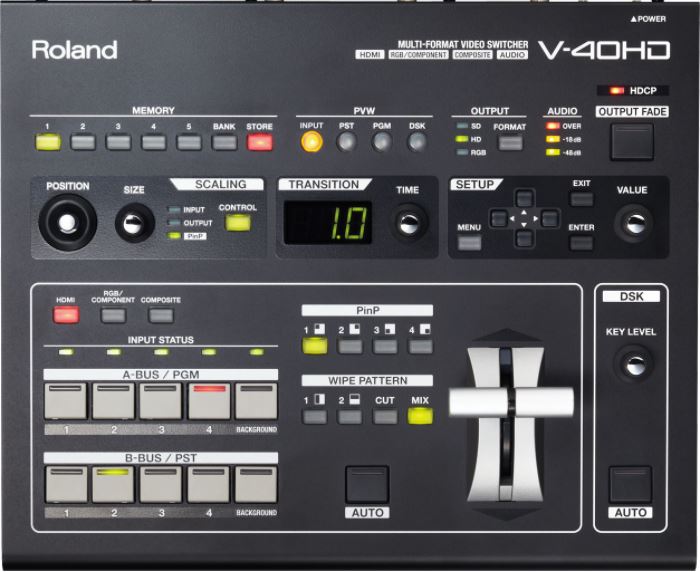 ▲POWER
Roland
MULTI-FORMAT VIDEO SWITCHER
HDMI RGB/COMPONENT COMPOSITE AUDIO
V-40HD
HDCP
MEMORY
1 2 3 4 5 BANK STORE
PVW
INPUT PST PGM DSK
OUTPUT
SD
HD
RGB
FORMAT
AUDIO
OVER
-18dB
-48dB
OUTPUT FADE
POSITION
SIZE
SCALING
INPUT
OUTPUT
PinP
CONTROL
TRANSITION
1.0
TIME
SETUP
MENU
EXIT
ENTER
VALUE
HDMI
RGB/
COMPONENT
COMPOSITE
INPUT STATUS
A-BUS / PGM
1 2 3 4 BACKGROUND
B-BUS / PST
1 2 3 4 BACKGROUND
PinP
1 2 3 4
WIPE PATTERN
1 2 CUT MIX
AUTO
DSK
KEY LEVEL
AUTO